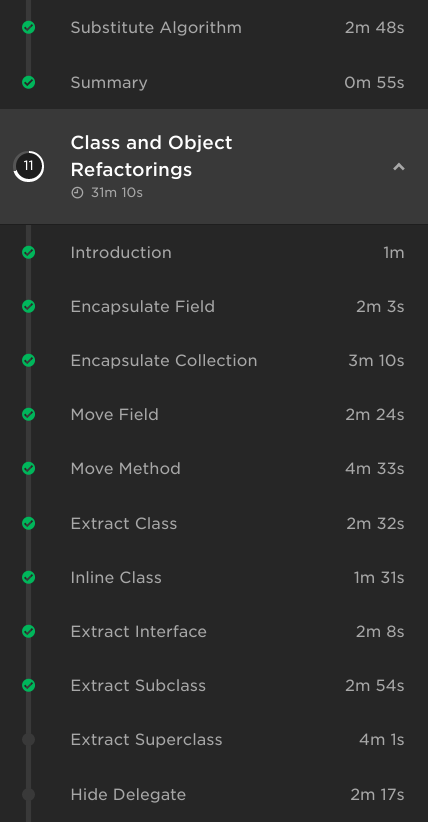 Substitute Algorithm 2m 48s
Summary 0m 55s
11 Class and Object
Refactorings
31m 10s
Introduction 1m
Encapsulate Field 2m 3s
Encapsulate Collection 3m 10s
Move Field 2m 24s
Move Method 4m 33s
Extract Class 2m 32s
Inline Class 1m 31s
Extract Interface 2m 8s
Extract Subclass 2m 54s
Extract Superclass 4m 1s
Hide Delegate 2m 17s